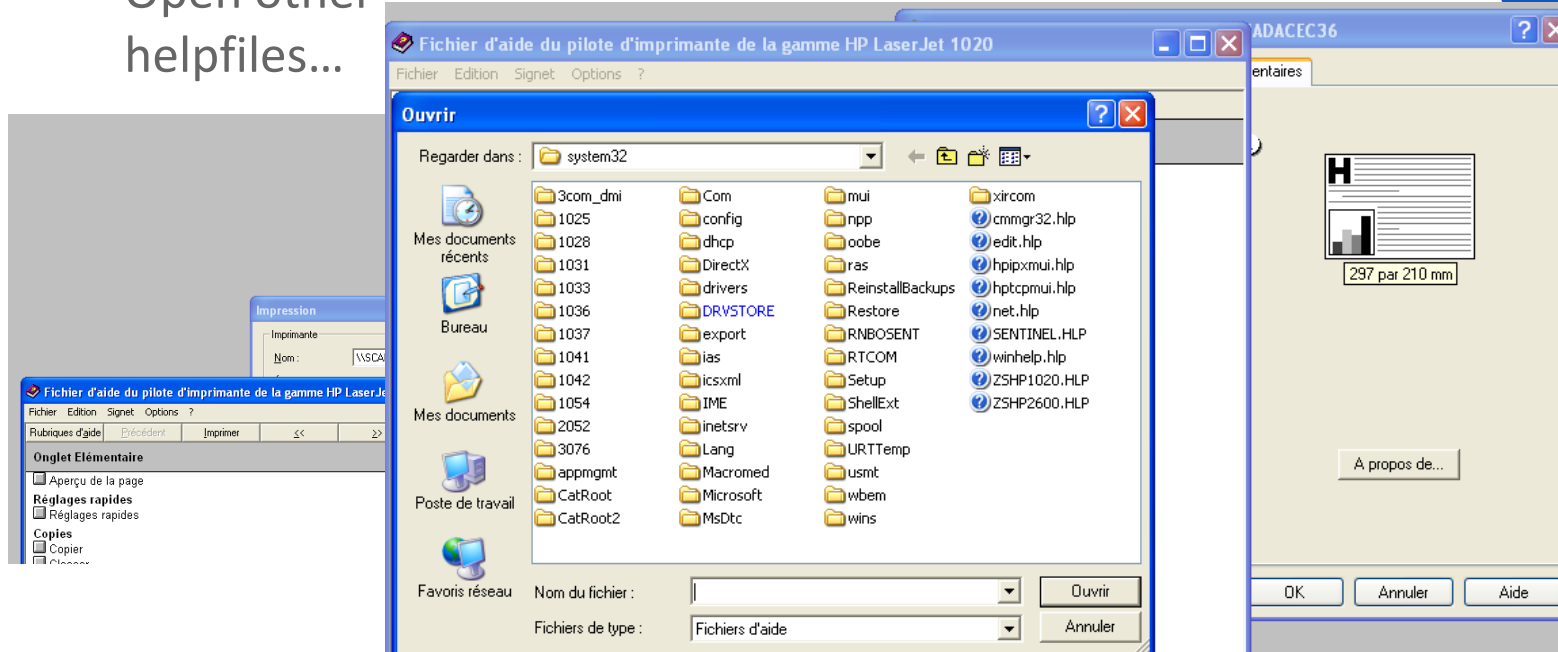 Open other
helpfiles...
Fichier d'aide du pilote d'imprimante de la gamme HP LaserJet 1020
Fichier Edition Signet Options ?
ADACEC36
entaires
Ouvrir
Regarder dans :
system32
Mes documents récents
Bureau
Mes documents
Poste de travail
Favoris réseau
3com_dmi
1025
1028
1031
1033
1036
1037
1041
1042
1054
2052
3076
appmgmt
CatRoot
CatRoot2
Com
config
dhcp
DirectX
drivers
DRVSTORE
export
ias
icsxml
IME
inetsrv
Lang
Macromed
Microsoft
MsDtc
mui
npp
oobe
ras
ReinstallBackups
Restore
RNBOSENT
RTCOM
Setup
ShellExt
spool
URTTemp
usmt
wbem
wins
xircom
cmmgr32.hlp
edit.hlp
hpipxmui.hlp
hptcpmui.hlp
net.hlp
SENTINEL.HLP
winhelp.hlp
ZSHP1020.HLP
ZSHP2600.HLP
Nom du fichier :
Ouvrir
Fichiers de type :
Fichiers d'aide
Annuler
H
297 par 210 mm
A propos de...
OK Annuler Aide
Impression
Imprimante
Nom : \\SCA
Fichier d'aide du pilote d'imprimante de la gamme HP LaserJe
Fichier Edition Signet Options ?
Rubriques d'aide Précédent Imprimer << >>
Onglet Elémentaire
Aperçu de la page
Réglages rapides
Réglages rapides
Copies
Copier